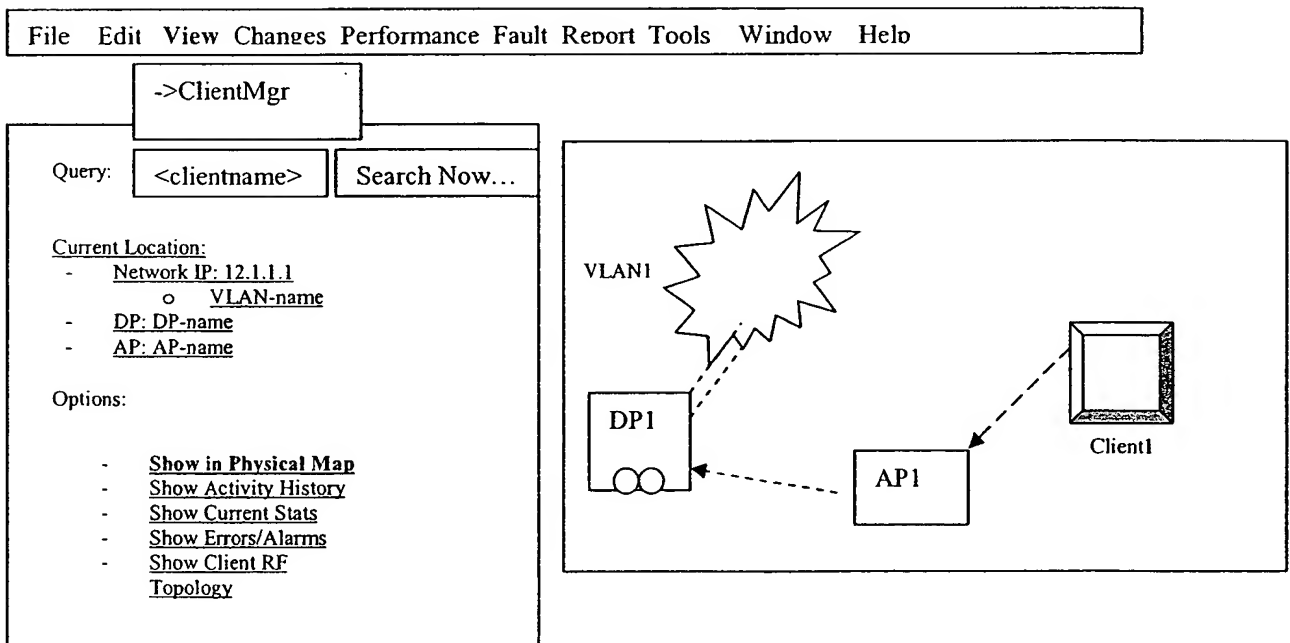 File Edit View Changes Performance Fault Report Tools Window Help
->ClientMgr
Query: <clientname> Search Now...
Current Location:
- Network IP: 12.1.1.1
o VLAN-name
- DP: DP-name
- AP: AP-name
Options:
- Show in Physical Map
- Show Activity History
- Show Current Stats
- Show Errors/Alarms
- Show Client RF
Topology
VLAN1
DP1
AP1
Client1